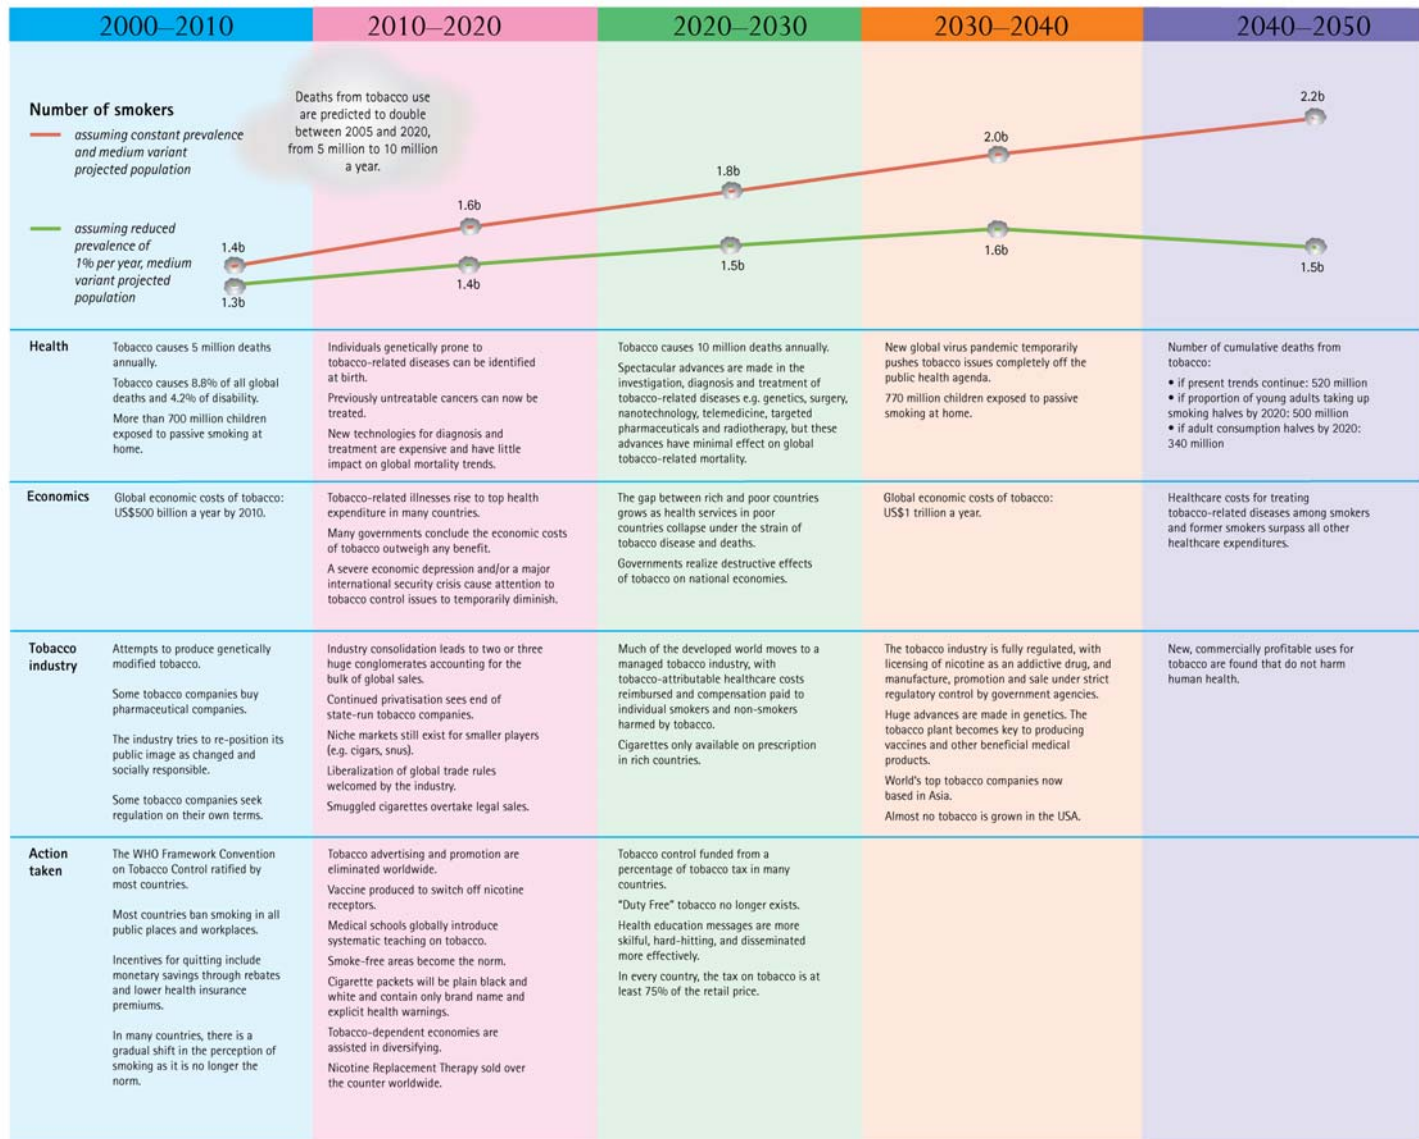 2000–2010
2010–2020
2020–2030
2030–2040
2040–2050
Number of smokers
assuming constant prevalence
and medium variant
projected population
assuming reduced
prevalence of
1% per year, medium
variant projected
population
Deaths from tobacco use
are predicted to double
between 2005 and 2020,
from 5 million to 10 million
a year.
1.4b
1.6b
1.8b
2.0b
2.2b
1.3b
1.4b
1.5b
1.6b
1.5b
Health
Tobacco causes 5 million deaths
annually.
Tobacco causes 8.8% of all global
deaths and 4.2% of disability.
More than 700 million children
exposed to passive smoking at
home.
Individuals genetically prone to
tobacco-related diseases can be identified
at birth.
Previously untreatable cancers can now be
treated.
New technologies for diagnosis and
treatment are expensive and have little
impact on global mortality trends.
Tobacco causes 10 million deaths annually.
Spectacular advances are made in the
investigation, diagnosis and treatment of
tobacco-related diseases e.g. genetics, surgery,
nanotechnology, telemedicine, targeted
pharmaceuticals and radiotherapy, but these
advances have minimal effect on global
tobacco-related mortality.
New global virus pandemic temporarily
pushes tobacco issues completely off the
public health agenda.
770 million children exposed to passive
smoking at home.
Number of cumulative deaths from
tobacco:
• if present trends continue: 520 million
• if proportion of young adults taking up
smoking halves by 2020: 500 million
• if adult consumption halves by 2020:
340 million
Economics
Global economic costs of tobacco:
US$500 billion a year by 2010.
Tobacco-related illnesses rise to top health
expenditure in many countries.
Many governments conclude the economic costs
of tobacco outweigh any benefit.
A severe economic depression and/or a major
international security crisis cause attention to
tobacco control issues to temporarily diminish.
The gap between rich and poor countries
grows as health services in poor
countries collapse under the strain of
tobacco disease and deaths.
Governments realize destructive effects
of tobacco on national economies.
Global economic costs of tobacco:
US$1 trillion a year.
Healthcare costs for treating
tobacco-related diseases among smokers
and former smokers surpass all other
healthcare expenditures.
Tobacco
industry
Attempts to produce genetically
modified tobacco.
Some tobacco companies buy
pharmaceutical companies.
The industry tries to re-position its
public image as changed and
socially responsible.
Some tobacco companies seek
regulation on their own terms.
Industry consolidation leads to two or three
huge conglomerates accounting for the
bulk of global sales.
Continued privatisation sees end of
state-run tobacco companies.
Niche markets still exist for smaller players
(e.g. cigars, snus).
Liberalization of global trade rules
welcomed by the industry.
Smuggled cigarettes overtake legal sales.
Much of the developed world moves to a
managed tobacco industry, with
tobacco-attributable healthcare costs
reimbursed and compensation paid to
individual smokers and non-smokers
harmed by tobacco.
Cigarettes only available on prescription
in rich countries.
The tobacco industry is fully regulated, with
licensing of nicotine as an addictive drug, and
manufacture, promotion and sale under strict
regulatory control by government agencies.
Huge advances are made in genetics. The
tobacco plant becomes key to producing
vaccines and other beneficial medical
products.
World's top tobacco companies now
based in Asia.
Almost no tobacco is grown in the USA.
New, commercially profitable uses for
tobacco are found that do not harm
human health.
Action
taken
The WHO Framework Convention
on Tobacco Control ratified by
most countries.
Most countries ban smoking in all
public places and workplaces.
Incentives for quitting include
monetary savings through rebates
and lower health insurance
premiums.
In many countries, there is a
gradual shift in the perception of
smoking as it is no longer the
norm.
Tobacco advertising and promotion are
eliminated worldwide.
Vaccine produced to switch off nicotine
receptors.
Medical schools globally introduce
systematic teaching on tobacco.
Smoke-free areas become the norm.
Cigarette packets will be plain black and
white and contain only brand name and
explicit health warnings.
Tobacco-dependent economies are
assisted in diversifying.
Nicotine Replacement Therapy sold over
the counter worldwide.
Tobacco control funded from a
percentage of tobacco tax in many
countries.
"Duty Free" tobacco no longer exists.
Health education messages are more
skilful, hard-hitting, and disseminated
more effectively.
In every country, the tax on tobacco is at
least 75% of the retail price.